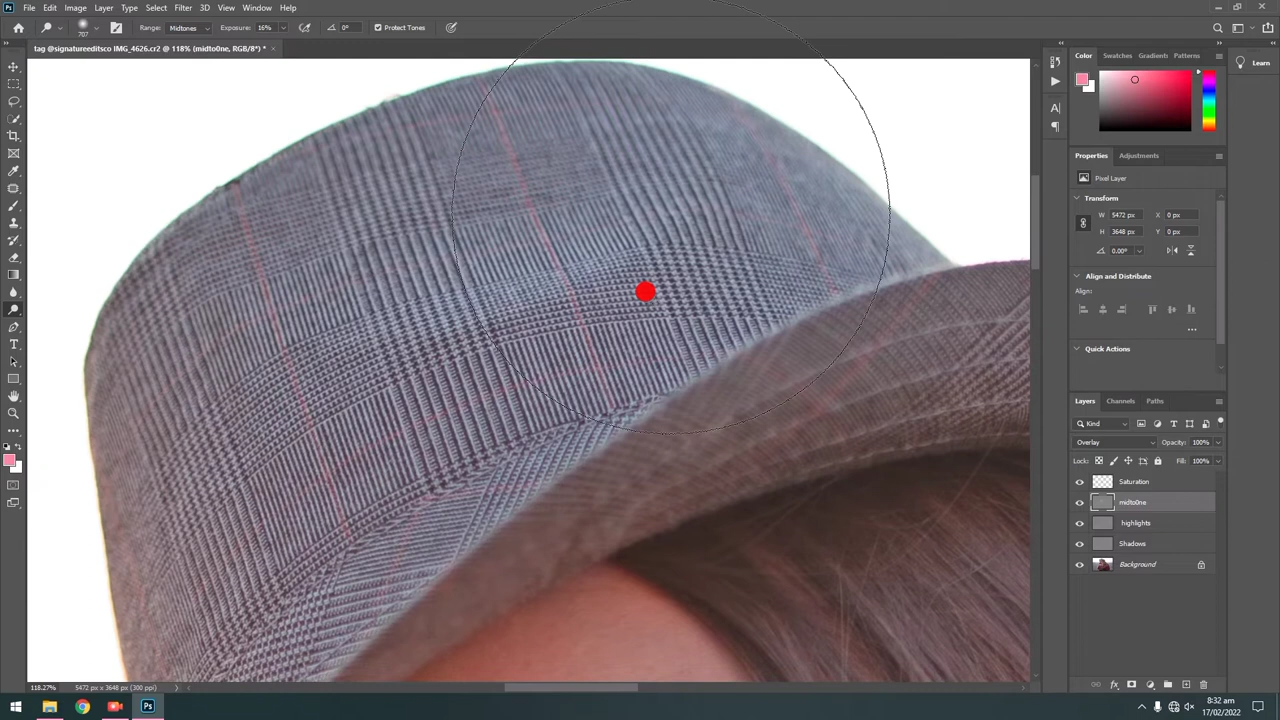 Ps File Edit Image Layer Type Select Filter 3D View Window Help
707 Range: Midtones Exposure: 16% 0° Protect Tones
tag @signatureeditsco IMG_4626.cr2 @ 118% (midto0ne, RGB/8*) * ×
Color Swatches Gradients Patterns
Learn
Properties Adjustments
Pixel Layer
Transform
W 5472 px X 0 px
H 3648 px Y 0 px
0.00°
Align and Distribute
Align:
Quick Actions
Layers Channels Paths
Kind
Overlay Opacity: 100%
Lock: Fill: 100%
Saturation
midto0ne
highlights
Shadows
Background
118.27% 5472 px x 3648 px (300 ppi)
Ps
8:32 am
17/02/2022